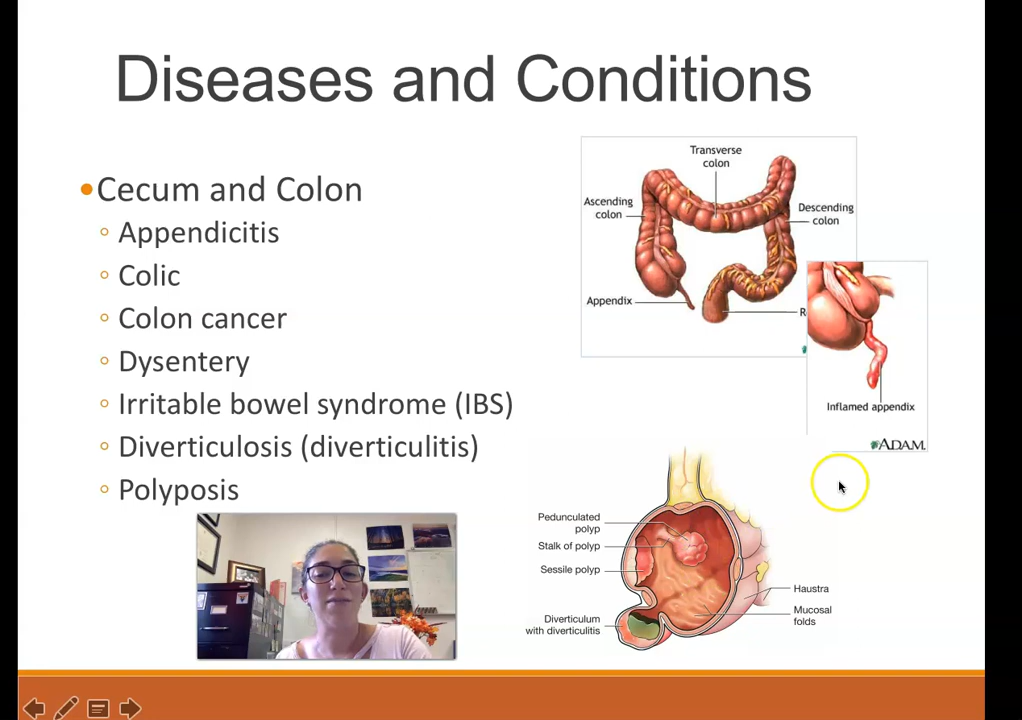 Diseases and Conditions
•Cecum and Colon
◦ Appendicitis
◦ Colic
◦ Colon cancer
◦ Dysentery
◦ Irritable bowel syndrome (IBS)
◦ Diverticulosis (diverticulitis)
◦ Polyposis
Transverse
colon
Ascending
colon
Descending
colon
Appendix
R
Inflamed appendix
ADAM.
Pedunculated
polyp
Stalk of polyp
Sessile polyp
Diverticulum
with diverticulitis
Haustra
Mucosal
folds